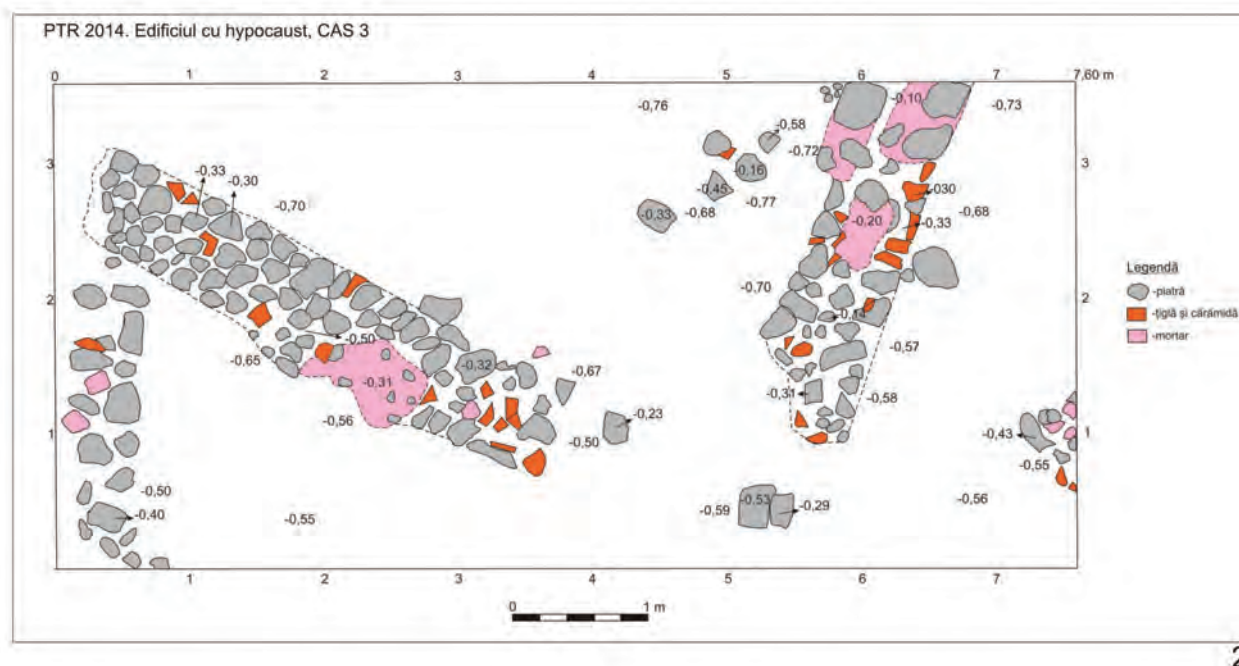 PTR 2014. Edificiul cu hypocaust, CAS 3
0 1 2 3 4 5 6 7 7,60 m
-0,10
-0,76 -0,73
-0,58
-0,72
3 3
-0,33 -0,16
-0,30 -0,45 -030
-0,70 -0,77
-0,33 -0,68 -0,68
-0,20 -0,33
Legendă
2 -0,70 2
-piatră
-0,14
-țiglă și cărămidă
-0,50
-0,65 -0,57
-mortar
-0,32 -0,67
-0,31 -0,31 -0,58
-0,56 -0,23
1 -0,50 -0,43 1
-0,55
-0,50 -0,53 -0,56
-0,40 -0,59 -0,29
-0,55
1 2 3 4 5 6 7
0 1 m
2